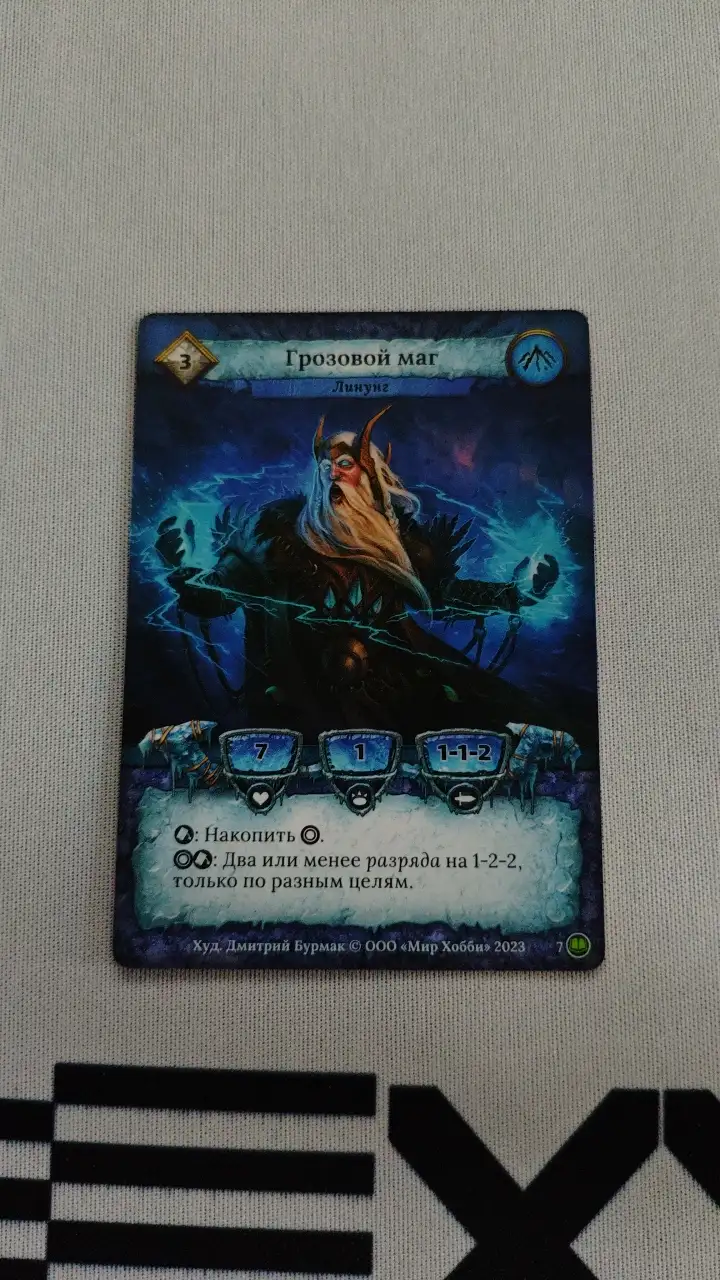 3
Грозовой маг
Линунг
7 1 1-1-2
: Накопить .
: Два или менее разряда на 1-2-2,
только по разным целям.
Худ. Дмитрий Бурмак © ООО «Мир Хобби» 2023 7
EX